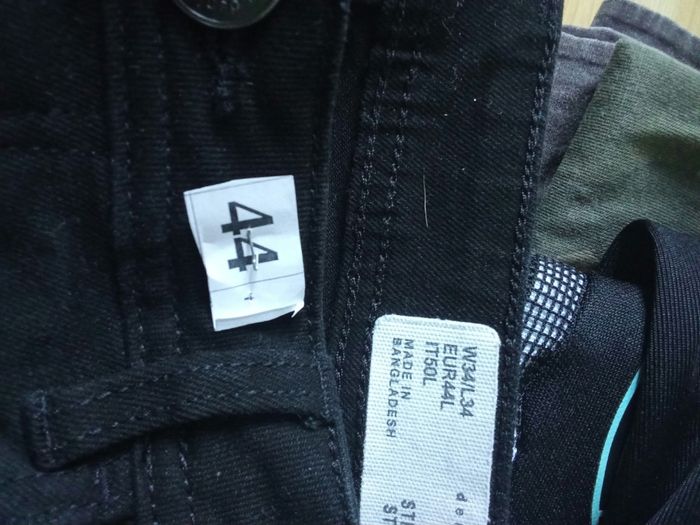 44
W34/L34
EUR44L
IT50L
MADE IN
BANGLADESH